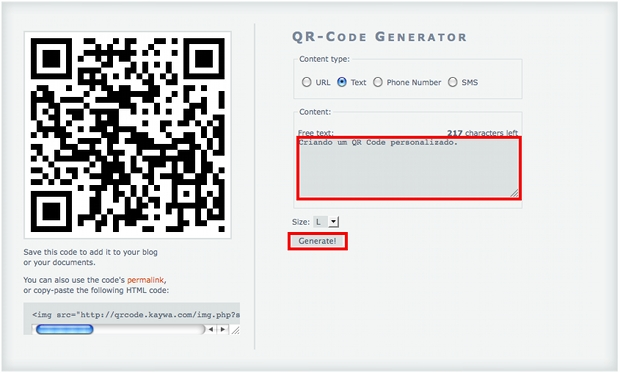 QR-Code Generator
Content type:
URL Text Phone Number SMS
Content:
Free text: 217 characters left
Criando um QR Code personalizado.
Size: L
Generate!
Save this code to add it to your blog
or your documents.
You can also use the code's permalink,
or copy-paste the following HTML code:
<img src="http://qrcode.kaywa.com/img.php?s